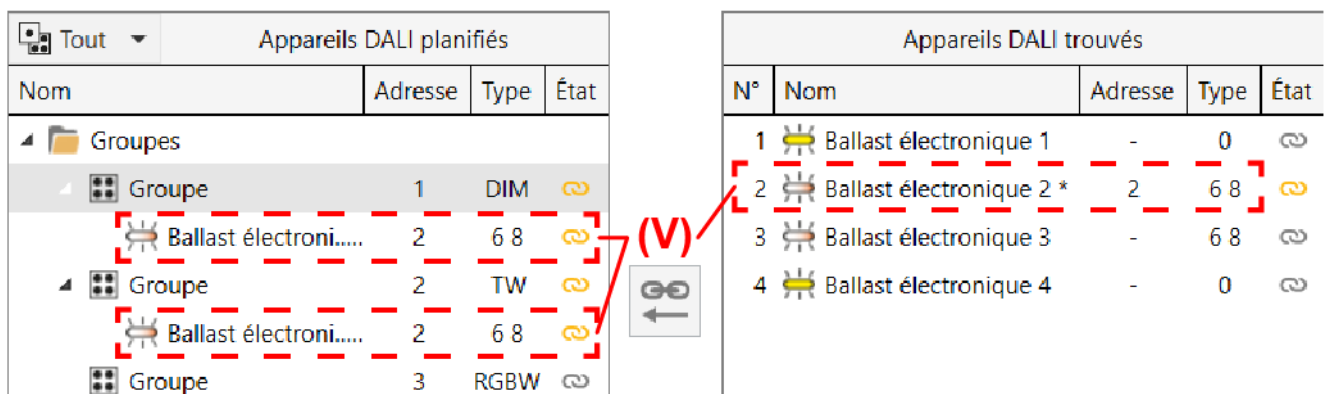 Tout Appareils DALI planifiés
Nom Adresse Type État
Groupes
Groupe 1 DIM
Ballast électroni..... 2 6 8
Groupe 2 TW
Ballast électroni..... 2 6 8
Groupe 3 RGBW
(V)
Appareils DALI trouvés
N° Nom Adresse Type État
1 Ballast électronique 1 - 0
2 Ballast électronique 2 * 2 6 8
3 Ballast électronique 3 - 6 8
4 Ballast électronique 4 - 0